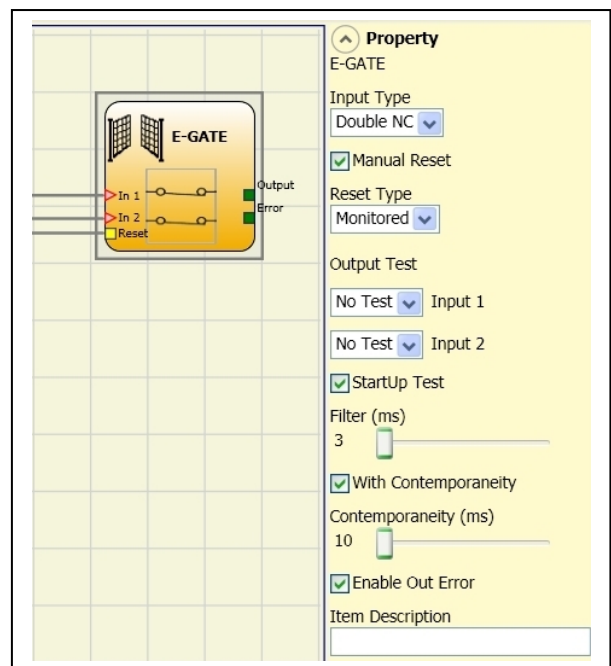 E-GATE
Output
Error
In 1
In 2
Reset
Property
E-GATE
Input Type
Double NC
Manual Reset
Reset Type
Monitored
Output Test
No Test Input 1
No Test Input 2
StartUp Test
Filter (ms)
3
With Contemporaneity
Contemporaneity (ms)
10
Enable Out Error
Item Description